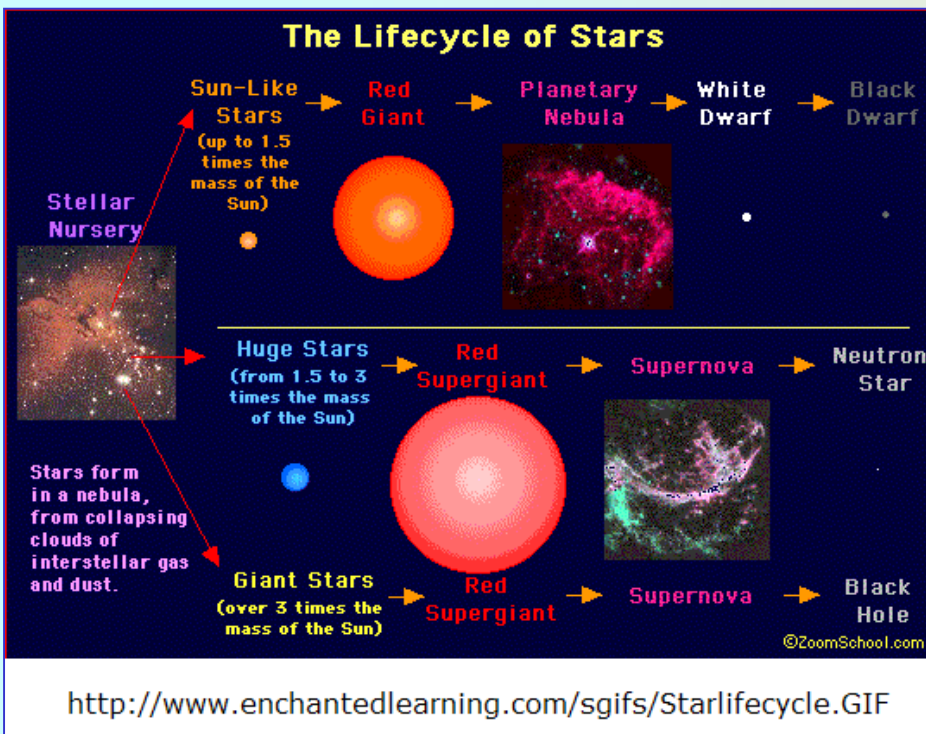 The Lifecycle of Stars
Stellar
Nursery
Stars form
in a nebula,
from collapsing
clouds of
interstellar gas
and dust.
Sun-Like
Stars
(up to 1.5
times the
mass of the
Sun)
Red
Giant
Planetary
Nebula
White
Dwarf
Black
Dwarf
Huge Stars
(from 1.5 to 3
times the mass
of the Sun)
Red
Supergiant
Supernova
Neutron
Star
Giant Stars
(over 3 times the
mass of the Sun)
Red
Supergiant
Supernova
Black
Hole
©ZoomSchool.com
http://www.enchantedlearning.com/sgifs/Starlifecycle.GIF